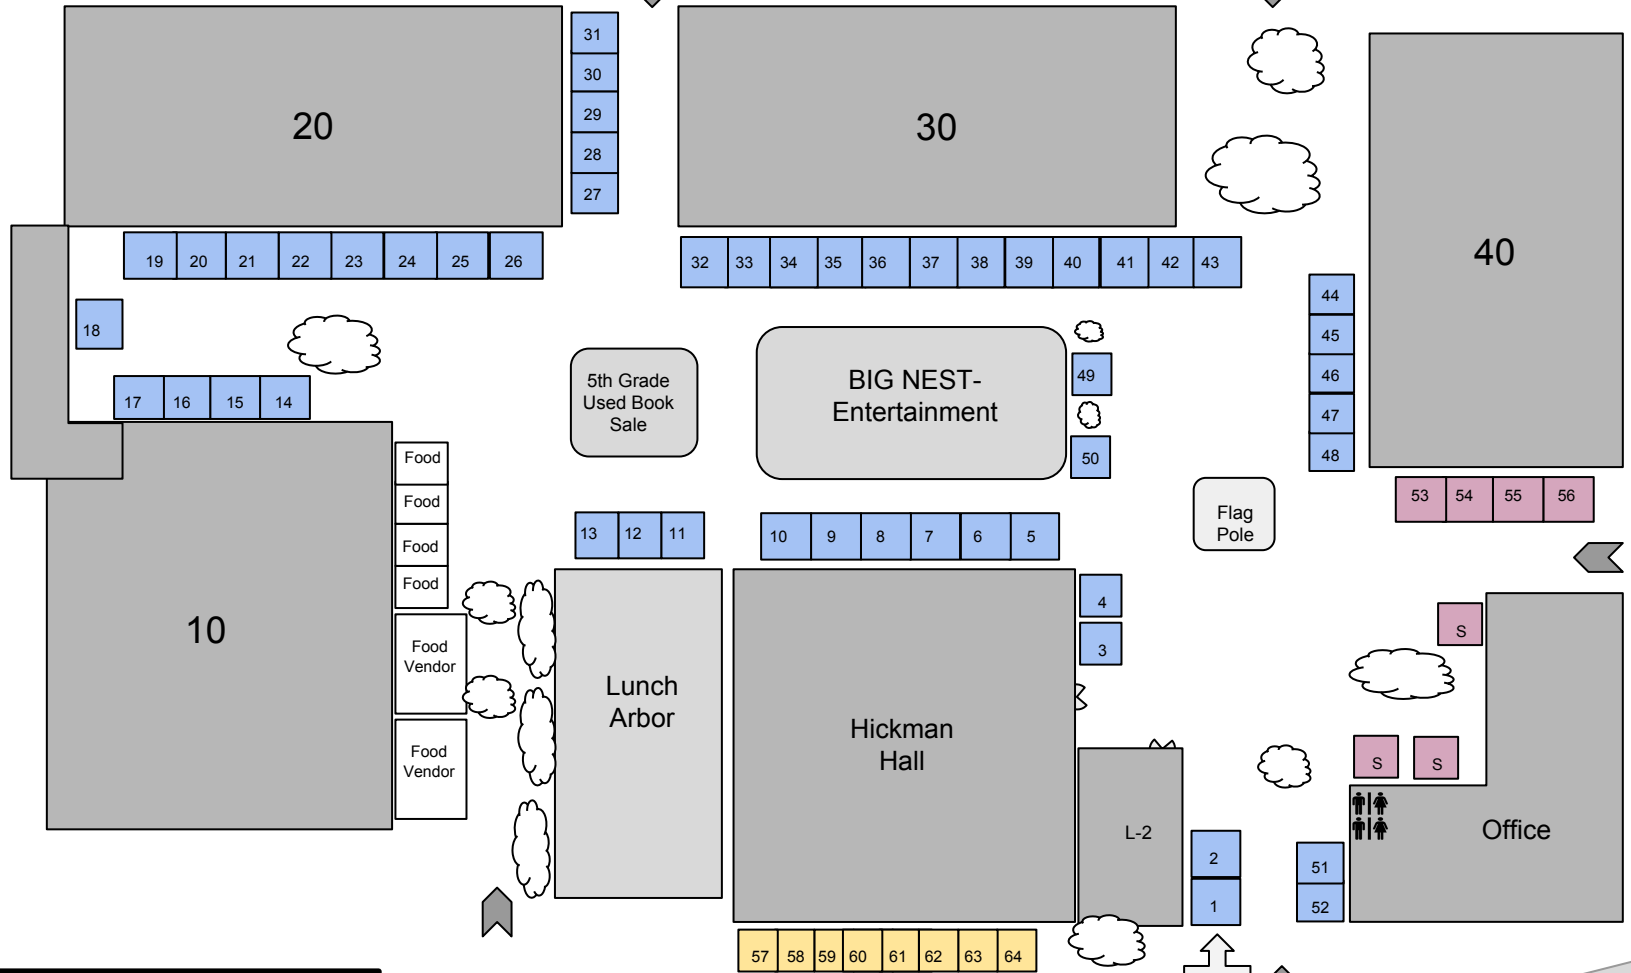 31
30
29
28
27
20
30
40
19 20 21 22 23 24 25 26
32 33 34 35 36 37 38 39 40 41 42 43
18
44
45
46
47
48
17 16 15 14
5th Grade
Used Book
Sale
BIG NEST-
Entertainment
49
50
Food
Food
Food
Food
Food
Vendor
Food
Vendor
10
53 54 55 56
Flag
Pole
13 12 11
10 9 8 7 6 5
4
3
Lunch
Arbor
Hickman
Hall
S
S S
L-2
Office
2
1
51
52
57 58 59 60 61 62 63 64